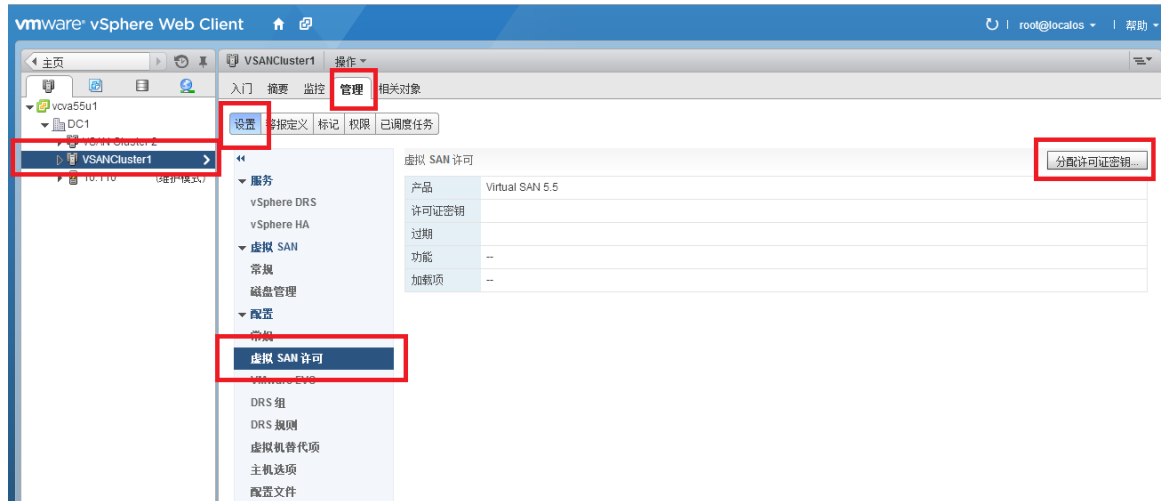 vmware® vSphere Web Client
root@localos
帮助
主页
VSANCluster1 操作
入门 摘要 监控 管理 相关对象
vcva55u1
DC1
VSAN Cluster 2
VSANCluster1
10.110 (维护模式)
设置 警报定义 标记 权限 已调度任务
服务
vSphere DRS
vSphere HA
虚拟 SAN
常规
磁盘管理
配置
常规
虚拟 SAN 许可
VMware EVC
DRS 组
DRS 规则
虚拟机替代项
主机选项
配置文件
虚拟 SAN 许可
分配许可证密钥...
产品 Virtual SAN 5.5
许可证密钥
过期
功能 --
加载项 --